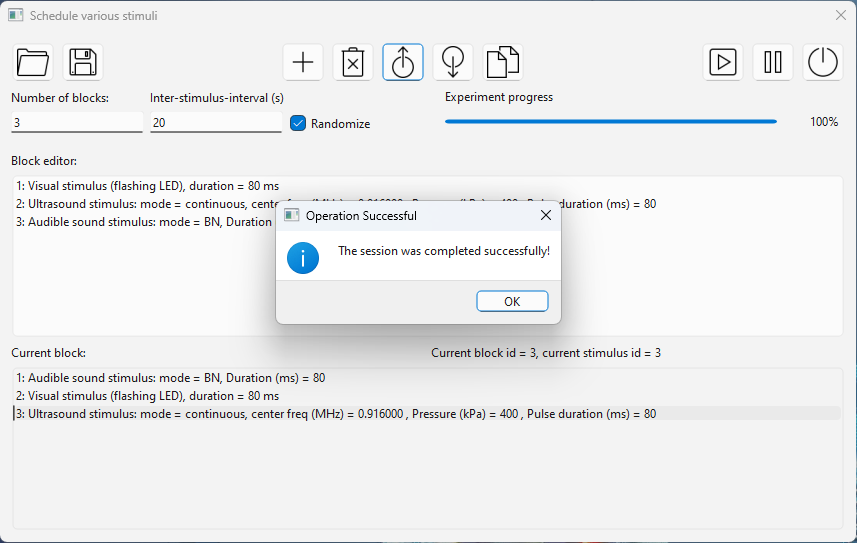 Schedule various stimuli
Number of blocks:
Inter-stimulus-interval (s)
Experiment progress
3
20
Randomize
100%
Block editor:
1: Visual stimulus (flashing LED), duration = 80 ms
2: Ultrasound stimulus: mode = continuous, center duration (ms) = 80
3: Audible sound stimulus: mode = BN, Duration
Operation Successful
The session was completed successfully!
OK
Current block:
Current block id = 3, current stimulus id = 3
1: Audible sound stimulus: mode = BN, Duration (ms) = 80
2: Visual stimulus (flashing LED), duration = 80 ms
3: Ultrasound stimulus: mode = continuous, center freq (MHz) = 0.916000 , Pressure (kPa) = 400 , Pulse duration (ms) = 80